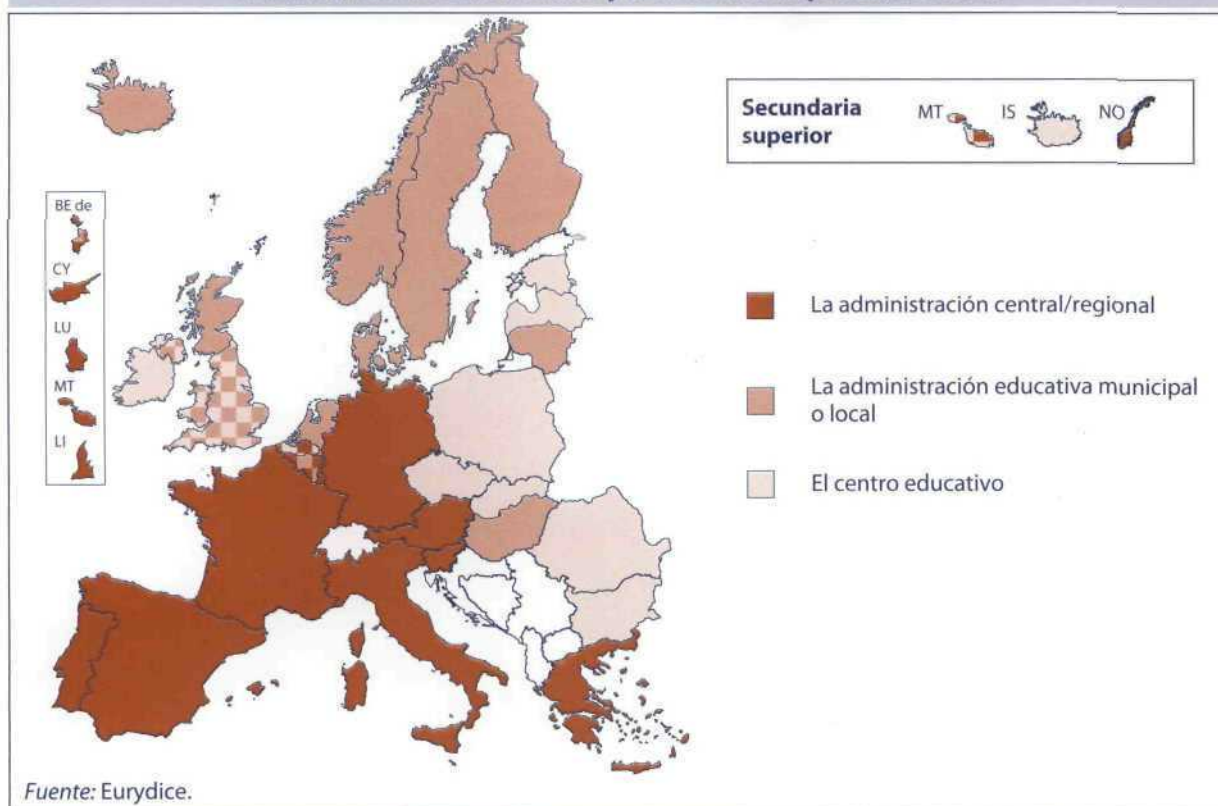 Secundaria
superior
MT
IS
NO
BE de
CY
LU
MT
LI
La administración central/regional
La administración educativa municipal
o local
El centro educativo
Fuente: Eurydice.